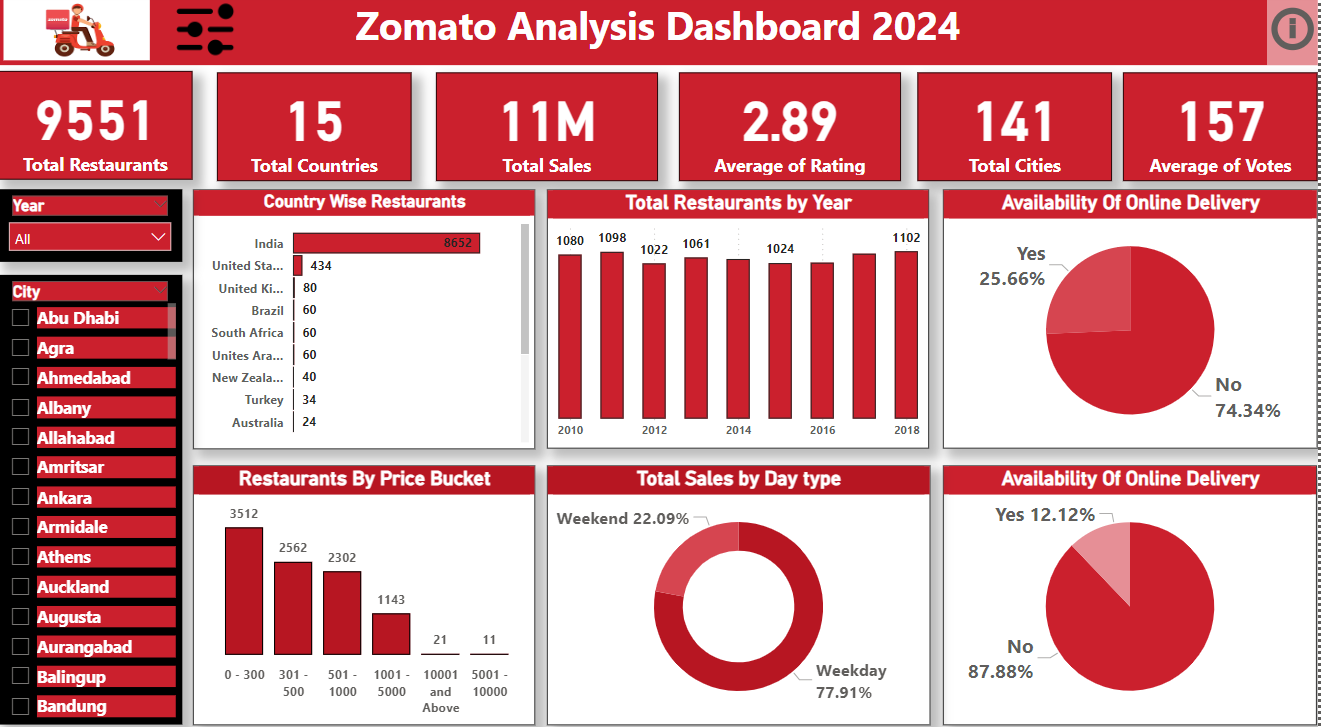 zomato
Zomato Analysis Dashboard 2024
9551
Total Restaurants
15
Total Countries
11M
Total Sales
2.89
Average of Rating
141
Total Cities
157
Average of Votes
Year
All
City
Abu Dhabi
Agra
Ahmedabad
Albany
Allahabad
Amritsar
Ankara
Armidale
Athens
Auckland
Augusta
Aurangabad
Balingup
Bandung
Country Wise Restaurants
India 8652
United Sta... 434
United Ki... 80
Brazil 60
South Africa 60
Unites Ara... 60
New Zeala... 40
Turkey 34
Australia 24
Total Restaurants by Year
1080 1098 1022 1061 1024 1102
2010 2012 2014 2016 2018
Availability Of Online Delivery
Yes
25.66%
No
74.34%
Restaurants By Price Bucket
3512
2562
2302
1143
21
11
0 - 300
301 -
500
501 -
1000
1001 -
5000
10001
and
Above
5001 -
10000
Total Sales by Day type
Weekend 22.09%
Weekday
77.91%
Availability Of Online Delivery
Yes 12.12%
No
87.88%